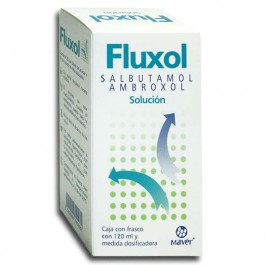 Fluxol
SALBUTAMOL
AMBROXOL
Solución
Caja con frasco
con 120 ml y
medida dosificadora
Maver